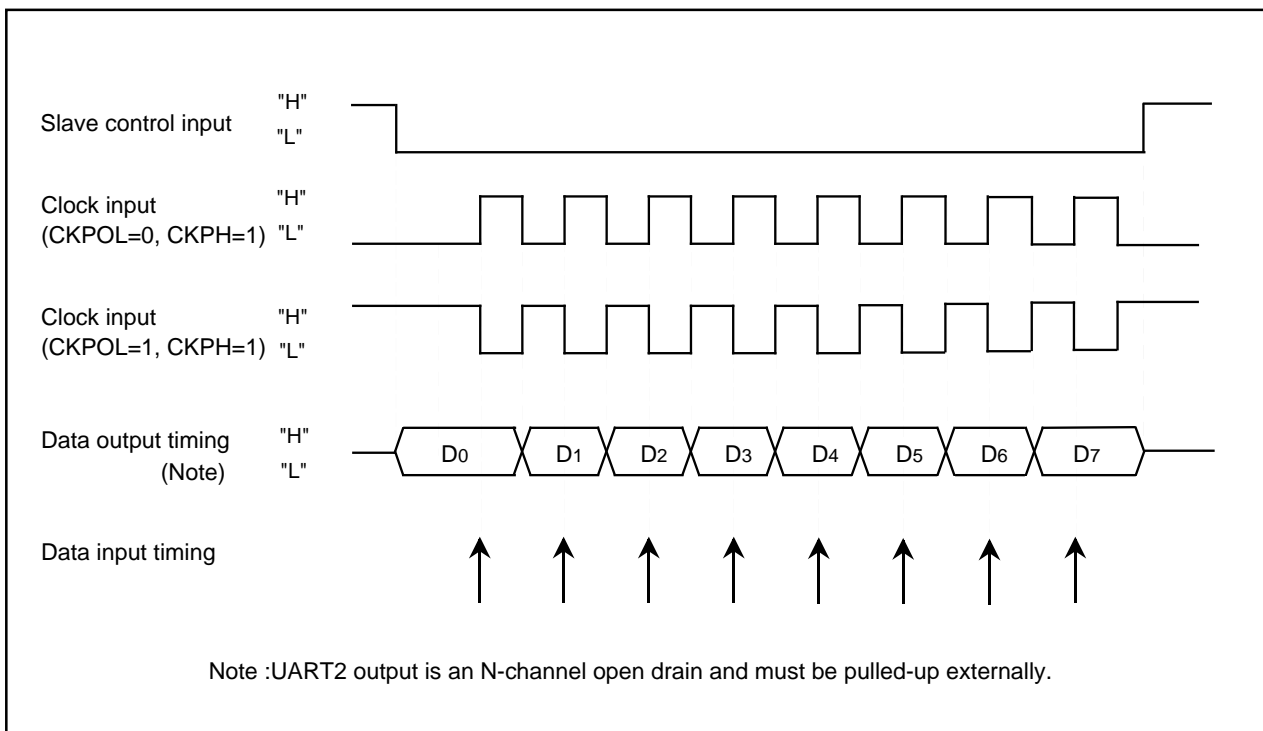 "H"
Slave control input
"L"
Clock input "H"
(CKPOL=0, CKPH=1) "L"
Clock input "H"
(CKPOL=1, CKPH=1) "L"
Data output timing "H"
(Note) "L"
D0 D1 D2 D3 D4 D5 D6 D7
Data input timing
Note :UART2 output is an N-channel open drain and must be pulled-up externally.